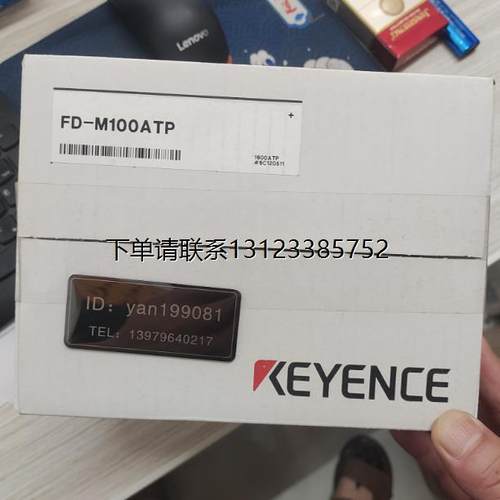 Lenovo
FD-M100ATP
+
1600ATP
下单请联系13123385752
ID: yan199081
TEL: 13979640217
KEYENCE